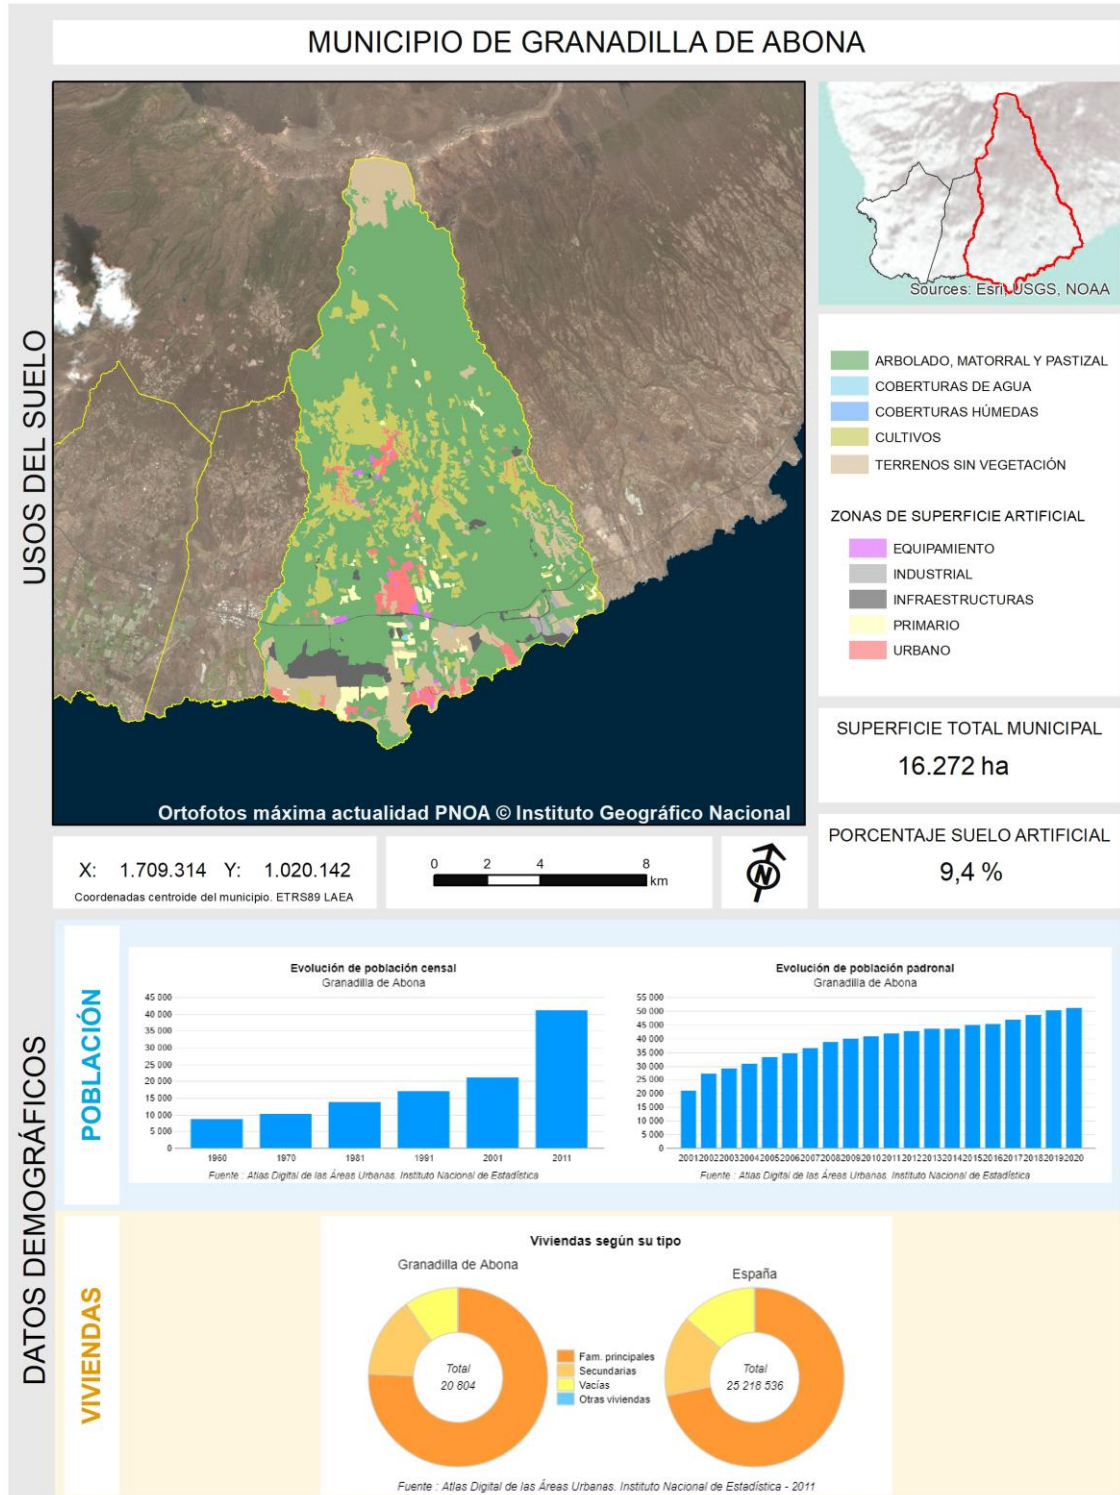 MUNICIPIO DE GRANADILLA DE ABONA
USOS DEL SUELO
Ortofotos máxima actualidad PNOA © Instituto Geográfico Nacional
Sources: Esri, USGS, NOAA
ARBOLADO, MATORRAL Y PASTIZAL
COBERTURAS DE AGUA
COBERTURAS HÚMEDAS
CULTIVOS
TERRENOS SIN VEGETACIÓN
ZONAS DE SUPERFICIE ARTIFICIAL
EQUIPAMIENTO
INDUSTRIAL
INFRAESTRUCTURAS
PRIMARIO
URBANO
SUPERFICIE TOTAL MUNICIPAL
16.272 ha
PORCENTAJE SUELO ARTIFICIAL
9,4 %
X: 1.709.314 Y: 1.020.142
Coordenadas centroide del municipio. ETRS89 LAEA
0 2 4 8
km
N
DATOS DEMOGRÁFICOS
POBLACIÓN
Evolución de población censal
Granadilla de Abona
45 000
40 000
35 000
30 000
25 000
20 000
15 000
10 000
5 000
0
1960 1970 1981 1991 2001 2011
Fuente : Atlas Digital de las Áreas Urbanas. Instituto Nacional de Estadística
Evolución de población padronal
Granadilla de Abona
55 000
50 000
45 000
40 000
35 000
30 000
25 000
20 000
15 000
10 000
5 000
0
2001 2002 2003 2004 2005 2006 2007 2008 2009 2010 2011 2012 2013 2014 2015 2016 2017 2018 2019 2020
Fuente : Atlas Digital de las Áreas Urbanas. Instituto Nacional de Estadística
VIVIENDAS
Viviendas según su tipo
Granadilla de Abona
Total
20 804
Fam. principales
Secundarias
Vacías
Otras viviendas
España
Total
25 218 536
Fuente : Atlas Digital de las Áreas Urbanas. Instituto Nacional de Estadística - 2011